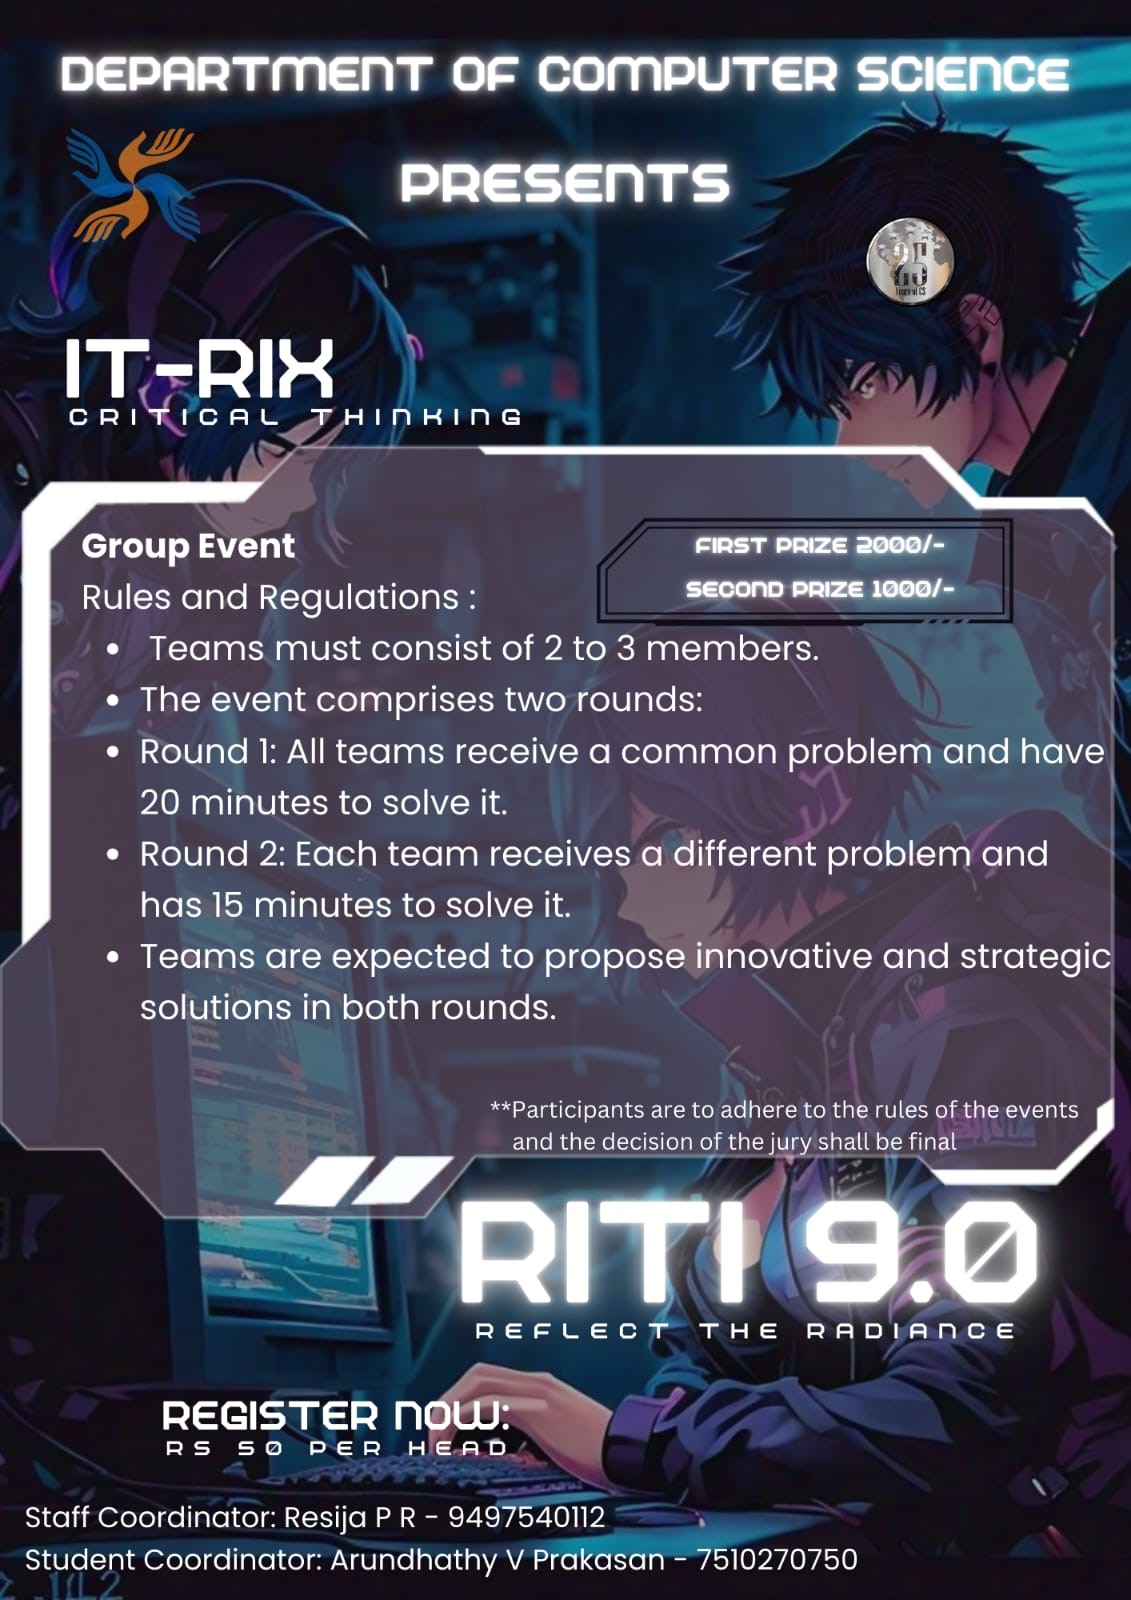 DEPARTMENT OF COMPUTER SCIENCE
PRESENTS
25
Years of CS
IT-RIX
CRITICAL THINKING
Group Event
FIRST PRIZE 2000/-
SECOND PRIZE 1000/-
Rules and Regulations :
• Teams must consist of 2 to 3 members.
• The event comprises two rounds:
• Round 1: All teams receive a common problem and have
20 minutes to solve it.
• Round 2: Each team receives a different problem and
has 15 minutes to solve it.
• Teams are expected to propose innovative and strategic
solutions in both rounds.
**Participants are to adhere to the rules of the events
and the decision of the jury shall be final
RITI 9.0
REFLECT THE RADIANCE
REGISTER NOW:
RS 50 PER HEAD
Staff Coordinator: Resija P R - 9497540112
Student Coordinator: Arundhathy V Prakasan - 7510270750